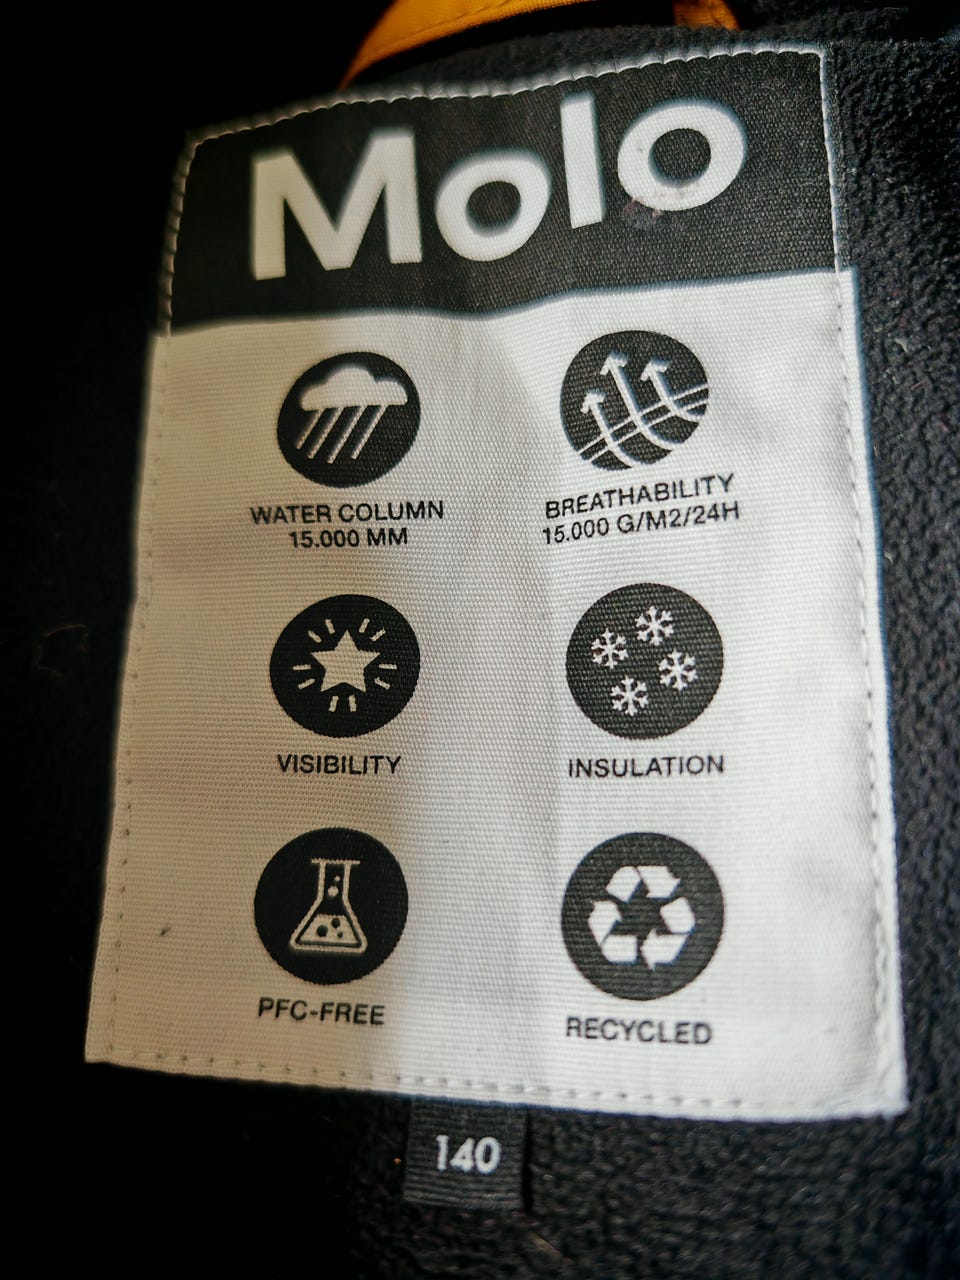 Molo
WATER COLUMN
15.000 MM
BREATHABILITY
15.000 G/M2/24H
VISIBILITY
INSULATION
PFC-FREE
RECYCLED
140